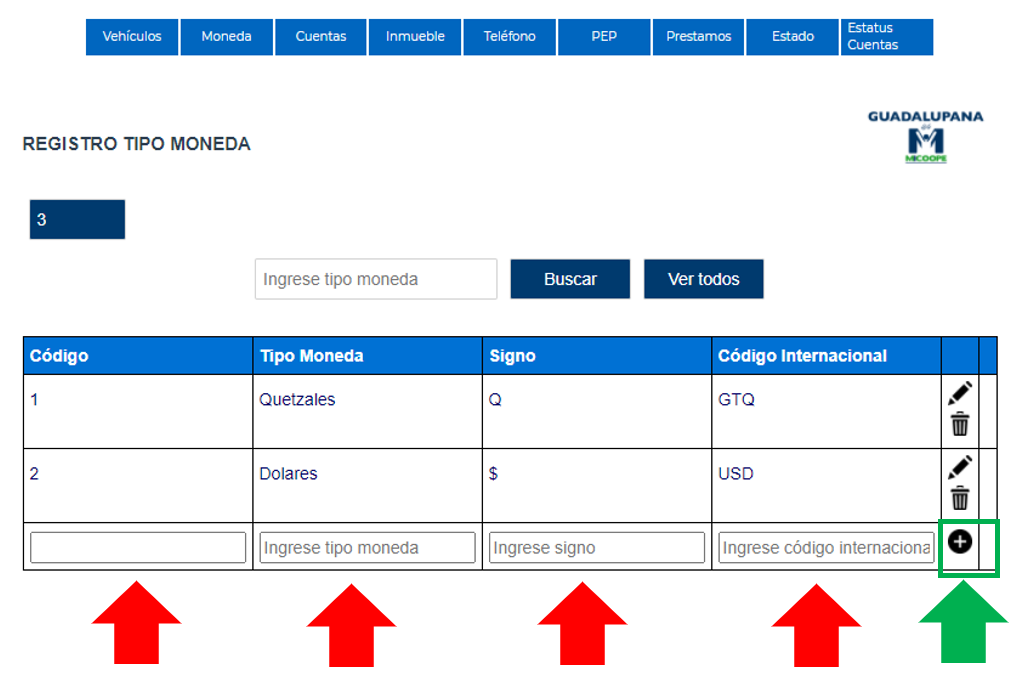 Vehículos Moneda Cuentas Inmueble Teléfono PEP Prestamos Estado Estatus Cuentas
GUADALUPANA
MICOOPE
REGISTRO TIPO MONEDA
3
Ingrese tipo moneda Buscar Ver todos
Código Tipo Moneda Signo Código Internacional
1 Quetzales Q GTQ
2 Dolares $ USD
Ingrese tipo moneda Ingrese signo Ingrese código internaciona